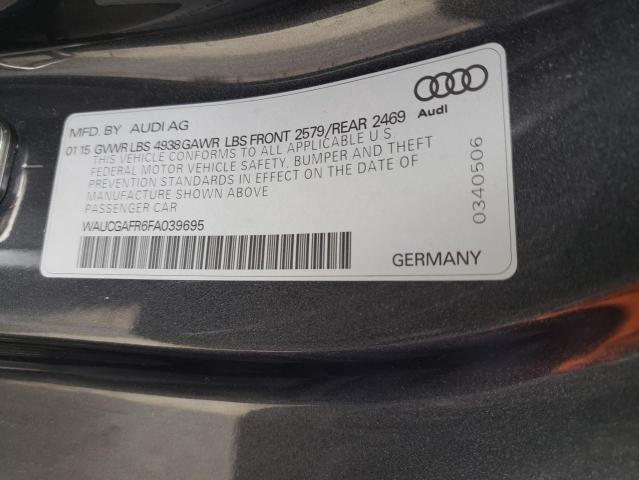 MFD. BY AUDI AG
01 15 GVWR LBS 4938 GAWR LBS FRONT 2579/REAR 2469
THIS VEHICLE CONFORMS TO ALL APPLICABLE U.S.
FEDERAL MOTOR VEHICLE SAFETY, BUMPER AND THEFT
PREVENTION STANDARDS IN EFFECT ON THE DATE OF
MANUFACTURE SHOWN ABOVE
PASSENGER CAR
WAUCGAFR6FA039695
Audi
0340506
GERMANY